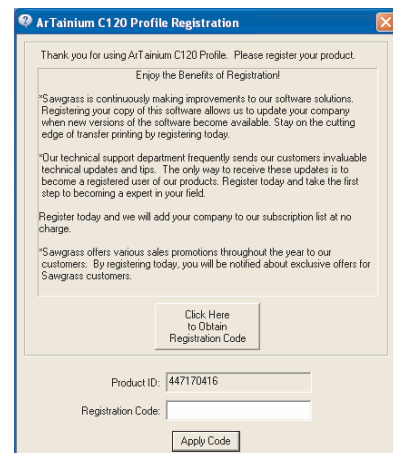 ArTainium C120 Profile Registration
Thank you for using ArTainium C120 Profile. Please register your product.
Enjoy the Benefits of Registration!
*Sawgrass is continuously making improvements to our software solutions.
Registering your copy of this software allows us to update your company
when new versions of the software become available. Stay on the cutting
edge of transfer printing by registering today.
*Our technical support department frequently sends our customers invaluable
technical updates and tips. The only way to receive these updates is to
become a registered user of our products. Register today and take the first
step to becoming a expert in your field.
Register today and we will add your company to our subscription list at no
charge.
*Sawgrass offers various sales promotions throughout the year to our
customers. By registering today, you will be notified about exclusive offers for
Sawgrass customers.
Click Here
to Obtain
Registration Code
Product ID: 447170416
Registration Code:
Apply Code